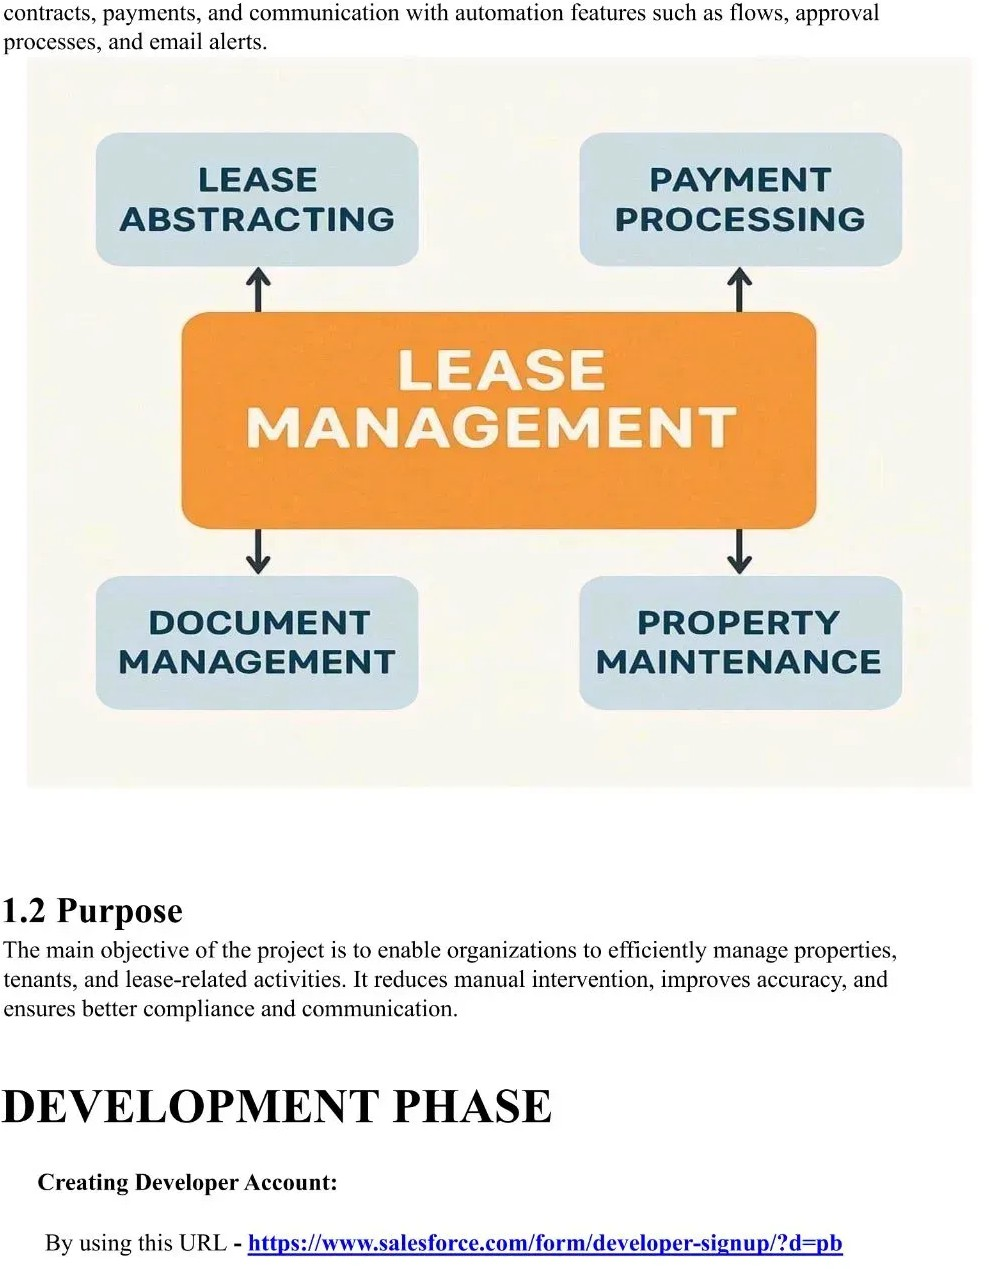 contracts, payments, and communication with automation features such as flows, approval
processes, and email alerts.
LEASE
ABSTRACTING
PAYMENT
PROCESSING
LEASE
MANAGEMENT
DOCUMENT
MANAGEMENT
PROPERTY
MAINTENANCE
1.2 Purpose
The main objective of the project is to enable organizations to efficiently manage properties,
tenants, and lease-related activities. It reduces manual intervention, improves accuracy, and
ensures better compliance and communication.
DEVELOPMENT PHASE
Creating Developer Account:
By using this URL - https://www.salesforce.com/form/developer-signup/?d=pb